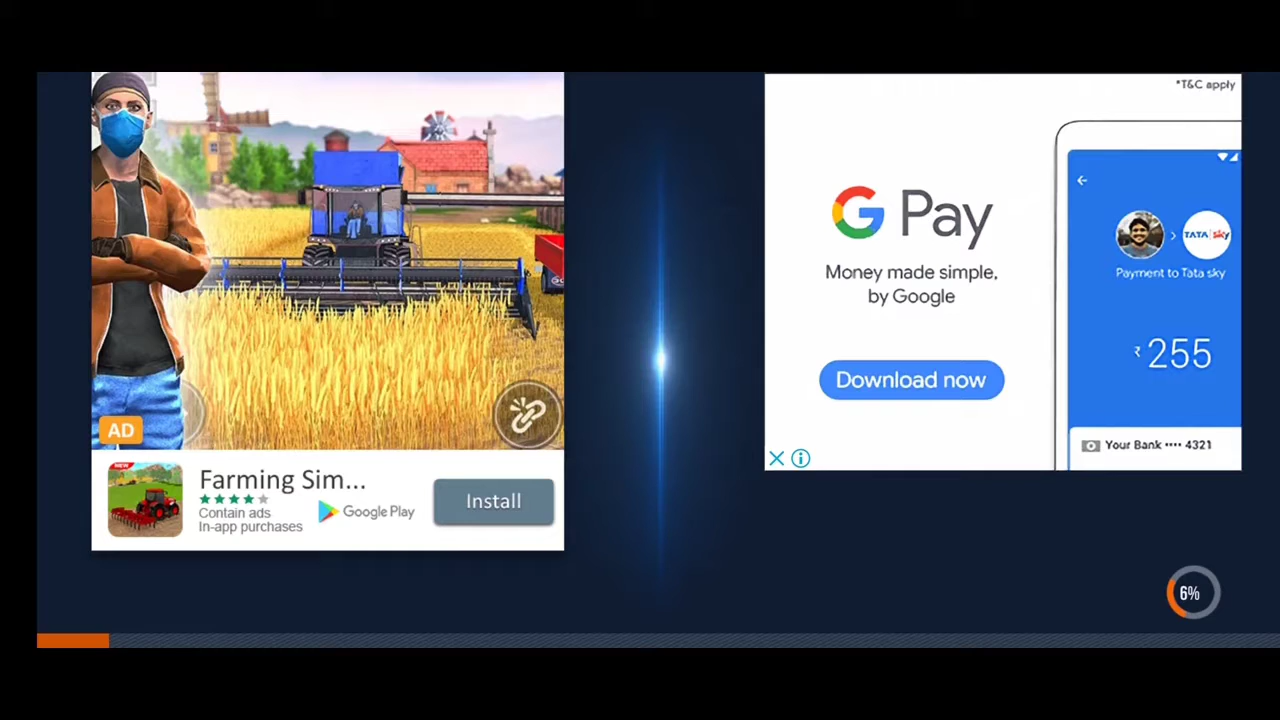 AD
NEW
Farming Sim...
Contain ads
In-app purchases
Google Play
Install
*T&C apply
G Pay
Money made simple,
by Google
Download now
TATA sky
Payment to Tata sky
₹ 255
Your Bank •••• 4321
6%